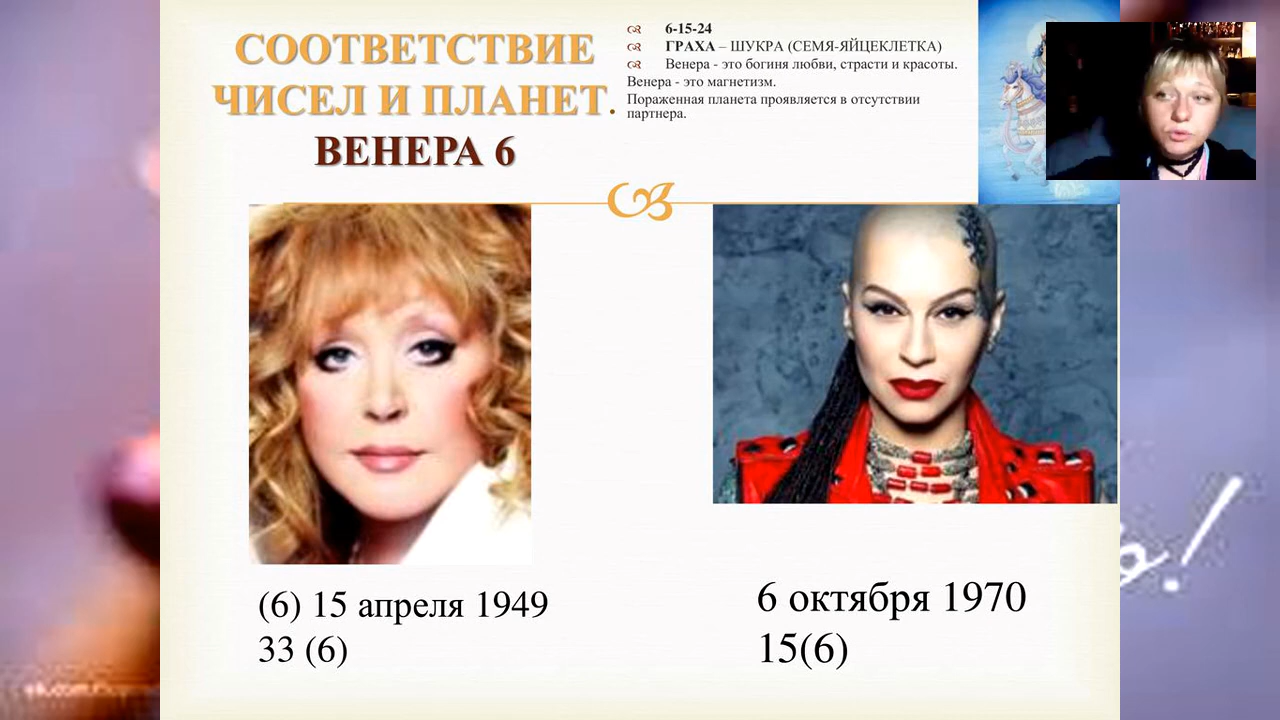 СООТВЕТСТВИЕ
ЧИСЕЛ И ПЛАНЕТ.
ВЕНЕРА 6
6-15-24
ГРАХА – ШУКРА (СЕМЯ-ЯЙЦЕКЛЕТКА)
Венера - это богиня любви, страсти и красоты.
Венера - это магнетизм.
Пораженная планета проявляется в отсутствии
партнера.
(6) 15 апреля 1949
33 (6)
6 октября 1970
15(6)